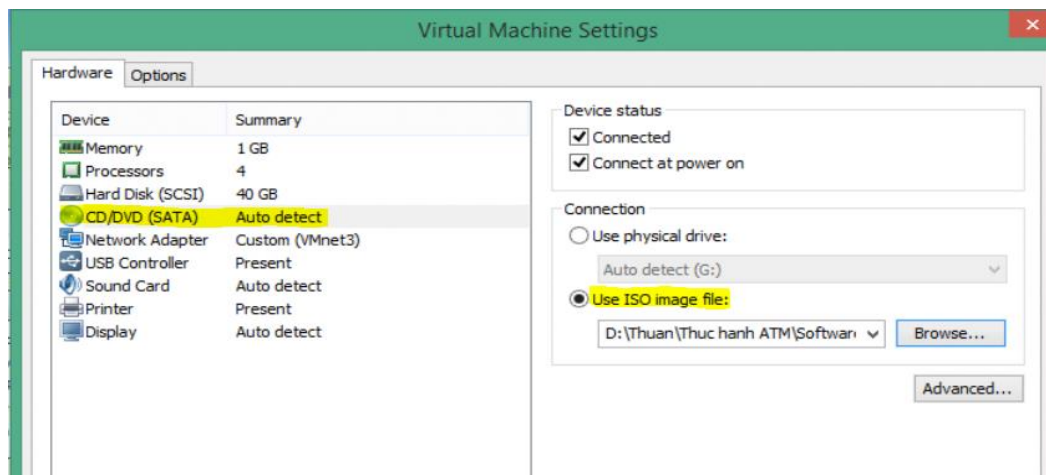 Virtual Machine Settings
Hardware Options
Device Summary
Memory 1 GB
Processors 4
Hard Disk (SCSI) 40 GB
CD/DVD (SATA) Auto detect
Network Adapter Custom (VMnet3)
USB Controller Present
Sound Card Auto detect
Printer Present
Display Auto detect
Device status
Connected
Connect at power on
Connection
Use physical drive:
Auto detect (G:)
Use ISO image file:
D:\Thuan\Thuc hanh ATM\Softwar Browse...
Advanced...